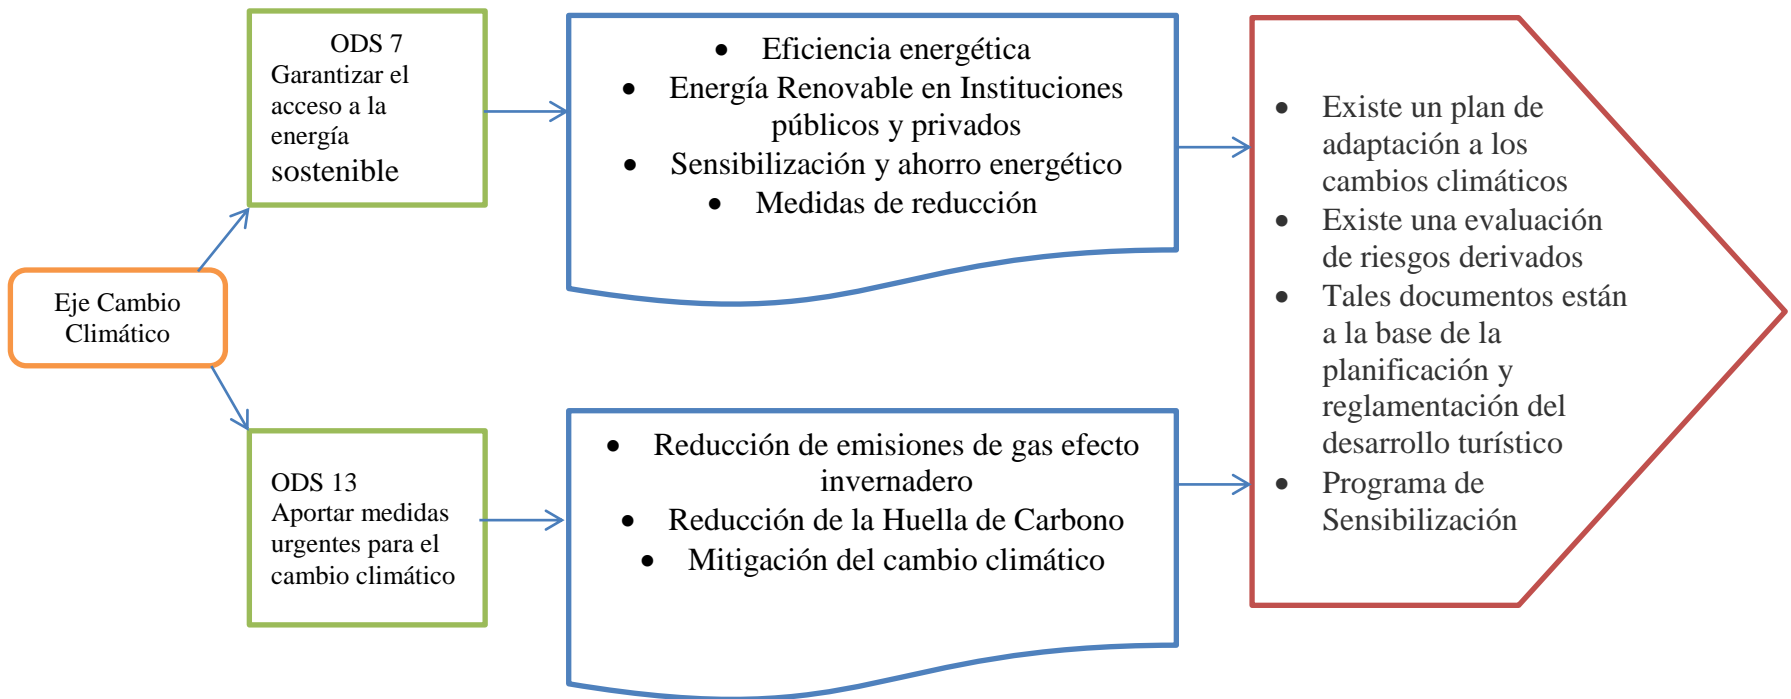 Eje Cambio
Climático
ODS 7
Garantizar el
acceso a la
energía
sostenible
• Eficiencia energética
• Energía Renovable en Instituciones
públicos y privados
• Sensibilización y ahorro energético
• Medidas de reducción
ODS 13
Aportar medidas
urgentes para el
cambio climático
• Reducción de emisiones de gas efecto
invernadero
• Reducción de la Huella de Carbono
• Mitigación del cambio climático
• Existe un plan de
adaptación a los
cambios climáticos
• Existe una evaluación
de riesgos derivados
• Tales documentos están
a la base de la
planificación y
reglamentación del
desarrollo turístico
• Programa de
Sensibilización